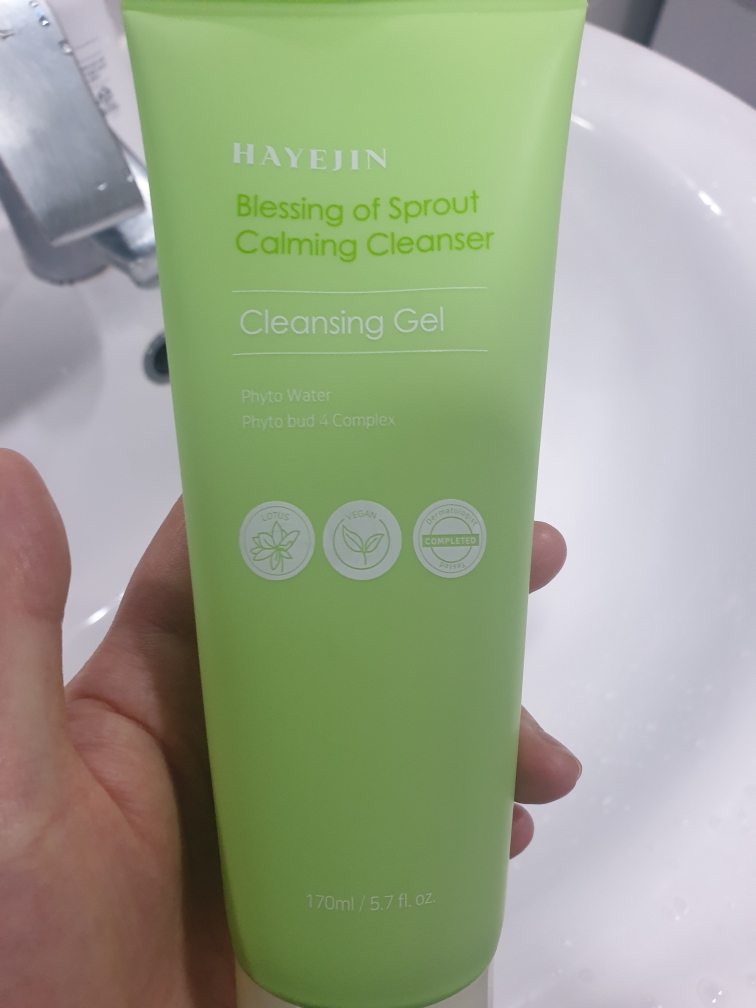 HAYEJIN
Blessing of Sprout
Calming Cleanser
Cleansing Gel
Phyto Water
Phyto bud 4 Complex
LOTUS
VEGAN
Dermatologist
COMPLETED
170ml / 5.7 fl. oz.